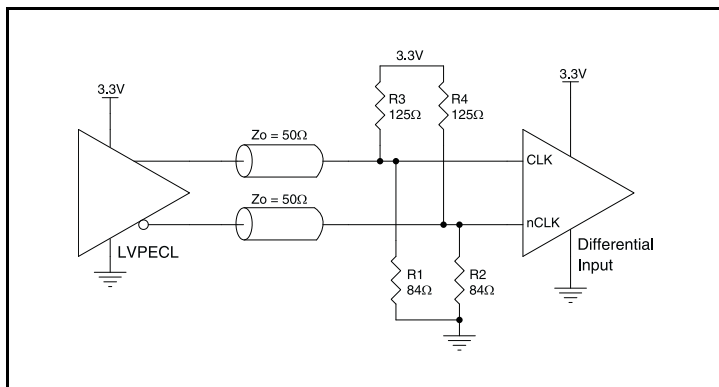 3.3V
3.3V
3.3V
R3
125Ω
R4
125Ω
Zo = 50Ω
CLK
Zo = 50Ω
nCLK
LVPECL
Differential
Input
R1
84Ω
R2
84Ω